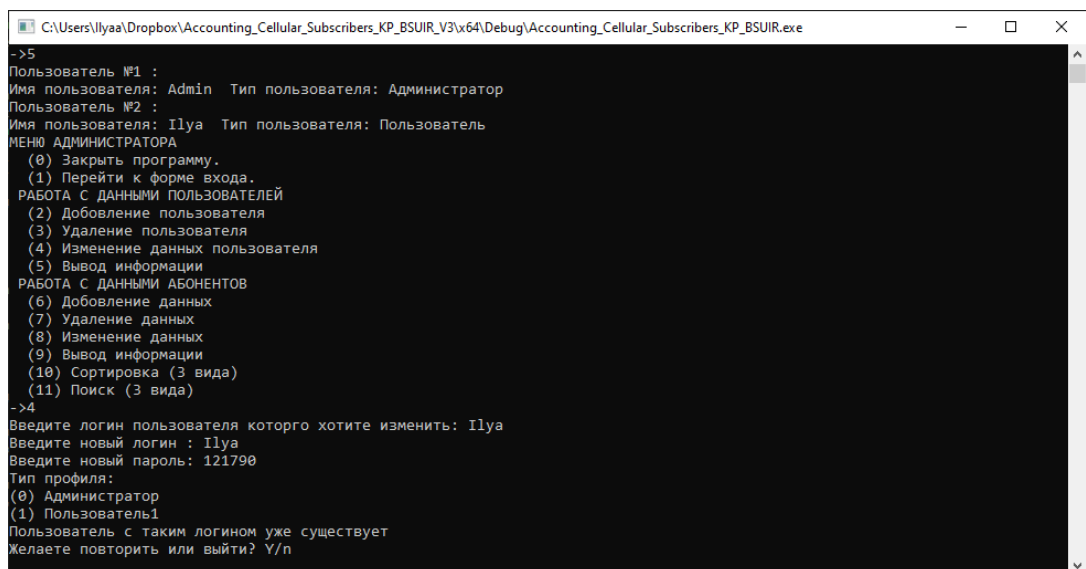 C:\Users\Ilyaa\Dropbox\Accounting_Cellular_Subscribers_KP_BSUIR_V3\x64\Debug\Accounting_Cellular_Subscribers_KP_BSUIR.exe
->5
Пользователь №1 :
Имя пользователя: Admin  Тип пользователя: Администратор
Пользователь №2 :
Имя пользователя: Ilya  Тип пользователя: Пользователь
МЕНЮ АДМИНИСТРАТОРА
(0) Закрыть программу.
(1) Перейти к форме входа.
РАБОТА С ДАННЫМИ ПОЛЬЗОВАТЕЛЕЙ
(2) Добовление пользователя
(3) Удаление пользователя
(4) Изменение данных пользователя
(5) Вывод информации
РАБОТА С ДАННЫМИ АБОНЕНТОВ
(6) Добовление данных
(7) Удаление данных
(8) Изменение данных
(9) Вывод информации
(10) Сортировка (3 вида)
(11) Поиск (3 вида)
->4
Введите логин пользователя которго хотите изменить: Ilya
Введите новый логин : Ilya
Введите новый пароль: 121790
Тип профиля:
(0) Администратор
(1) Пользователь1
Пользователь с таким логином уже существует
Желаете повторить или выйти? Y/n